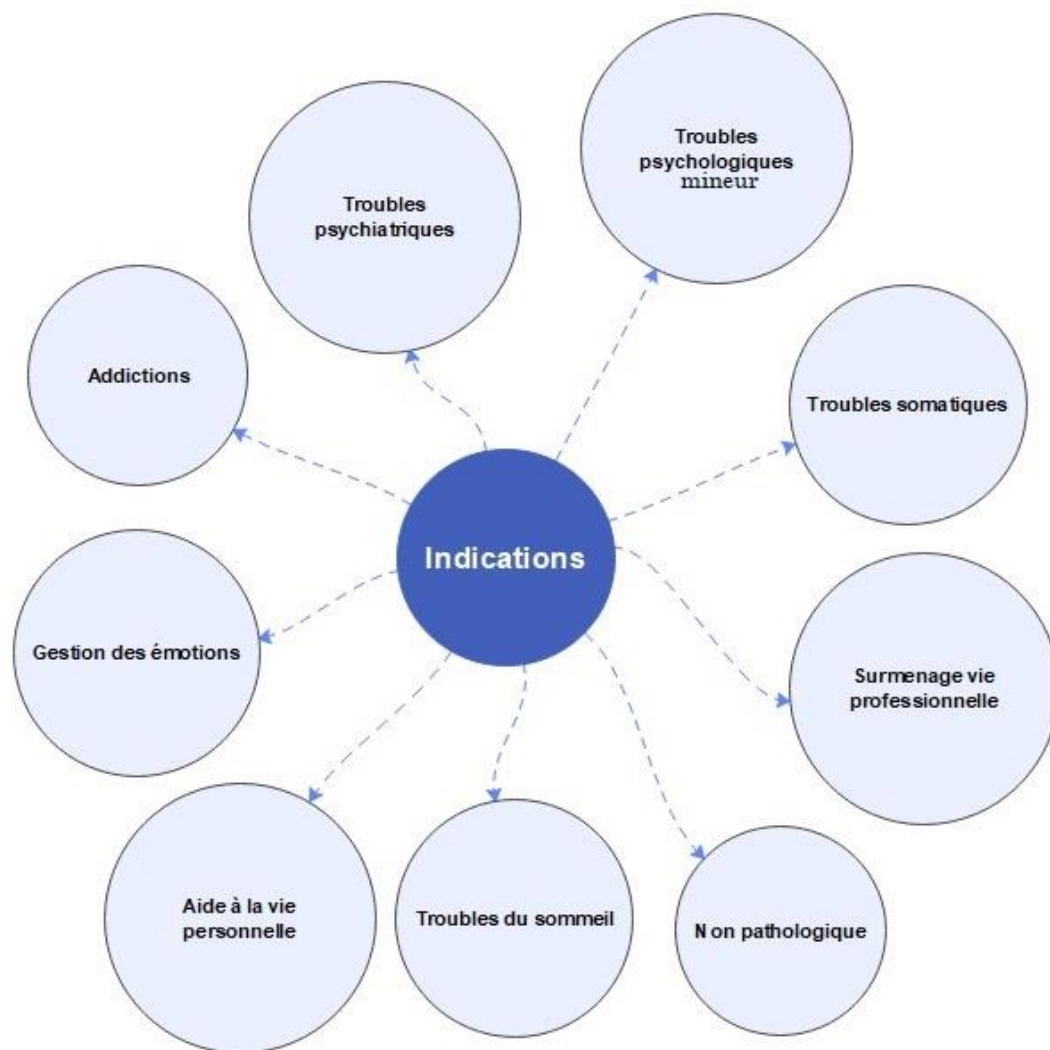 Troubles
psychologiques
mineur
Troubles
psychiatriques
Addictions
Troubles somatiques
Indications
Gestion des émotions
Surmenage vie
professionnelle
Aide à la vie
personnelle
Troubles du sommeil
Non pathologique